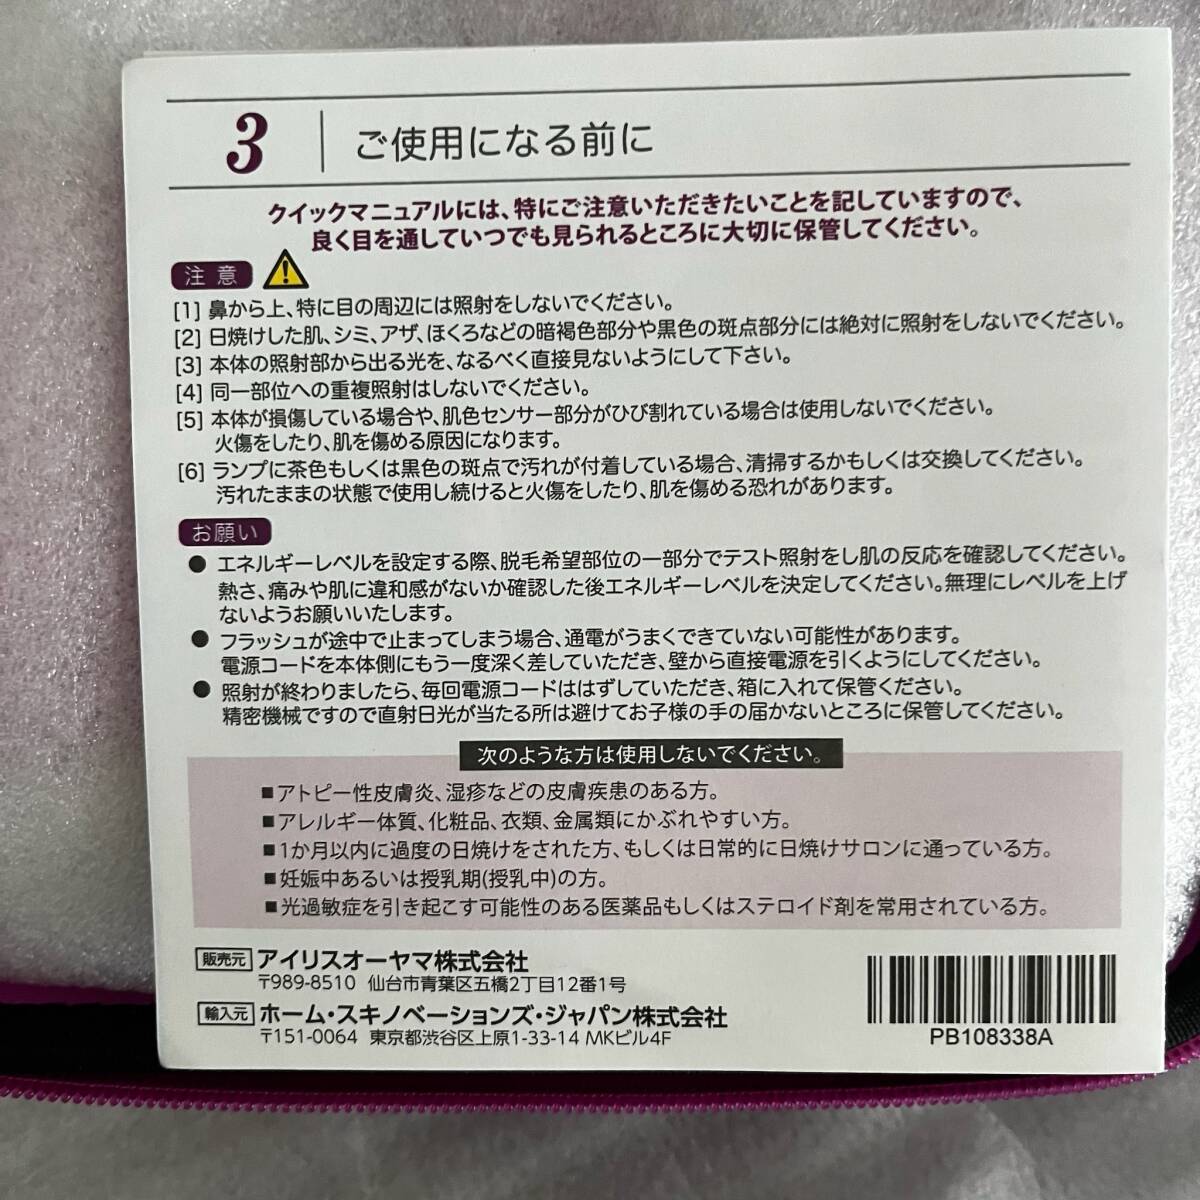 3 ご使用になる前に
クイックマニュアルには、特にご注意いただきたいことを記していますので、
良く目を通していつでも見られるところに大切に保管してください。
注意
[1] 鼻から上、特に目の周辺には照射をしないでください。
[2] 日焼けした肌、シミ、アザ、ほくろなどの暗褐色部分や黒色の斑点部分には絶対に照射をしないでください。
[3] 本体の照射部から出る光を、なるべく直接見ないようにして下さい。
[4] 同一部位への重複照射はしないでください。
[5] 本体が損傷している場合や、肌色センサー部分がひび割れている場合は使用しないでください。
火傷をしたり、肌を傷める原因になります。
[6] ランプに茶色もしくは黒色の斑点で汚れが付着している場合、清掃するかもしくは交換してください。
汚れたままの状態で使用し続けると火傷をしたり、肌を傷める恐れがあります。
お願い
● エネルギーレベルを設定する際、脱毛希望部位の一部分でテスト照射をし肌の反応を確認してください。
熱さ、痛みや肌に違和感がないか確認した後エネルギーレベルを決定してください。無理にレベルを上げ
ないようお願いいたします。
● フラッシュが途中で止まってしまう場合、通電がうまくできていない可能性があります。
電源コードを本体側にもう一度深く差していただき、壁から直接電源を引くようにしてください。
● 照射が終わりましたら、毎回電源コードははずしていただき、箱に入れて保管ください。
精密機械ですので直射日光が当たる所は避けてお子様の手の届かないところに保管してください。
次のような方は使用しないでください。
■アトピー性皮膚炎、湿疹などの皮膚疾患のある方。
■アレルギー体質、化粧品、衣類、金属類にかぶれやすい方。
■1か月以内に過度の日焼けをされた方、もしくは日常的に日焼けサロンに通っている方。
■妊娠中あるいは授乳期(授乳中)の方。
■光過敏症を引き起こす可能性のある医薬品もしくはステロイド剤を常用されている方。
販売元 アイリスオーヤマ株式会社
〒989-8510 仙台市青葉区五橋2丁目12番1号
輸入元 ホーム・スキノベーションズ・ジャパン株式会社
〒151-0064 東京都渋谷区上原1-33-14 MKビル4F
PB108338A